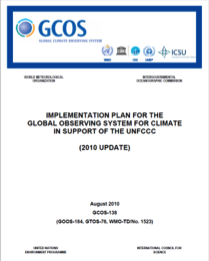 GCOS
GLOBAL CLIMATE OBSERVING SYSTEM
WMO
UNEP
ICSU
WORLD METEOROLOGICAL
ORGANIZATION
INTERGOVERNMENTAL
OCEANOGRAPHIC COMMISSION
IMPLEMENTATION PLAN FOR THE
GLOBAL OBSERVING SYSTEM FOR CLIMATE
IN SUPPORT OF THE UNFCCC
(2010 UPDATE)
August 2010
GCOS-138
(GOOS-184, GTOS-76, WMO-TD/No. 1523)
UNITED NATIONS
ENVIRONMENT PROGRAMME
INTERNATIONAL COUNCIL FOR
SCIENCE